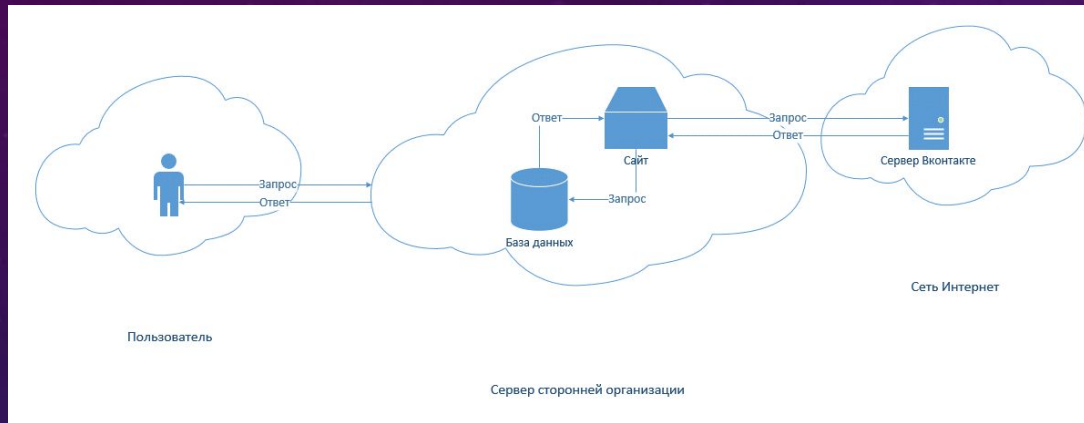 Запрос
Ответ
Пользователь
Ответ
Сайт
Запрос
База данных
Сервер сторонней организации
Запрос
Ответ
Сервер Вконтакте
Сеть Интернет